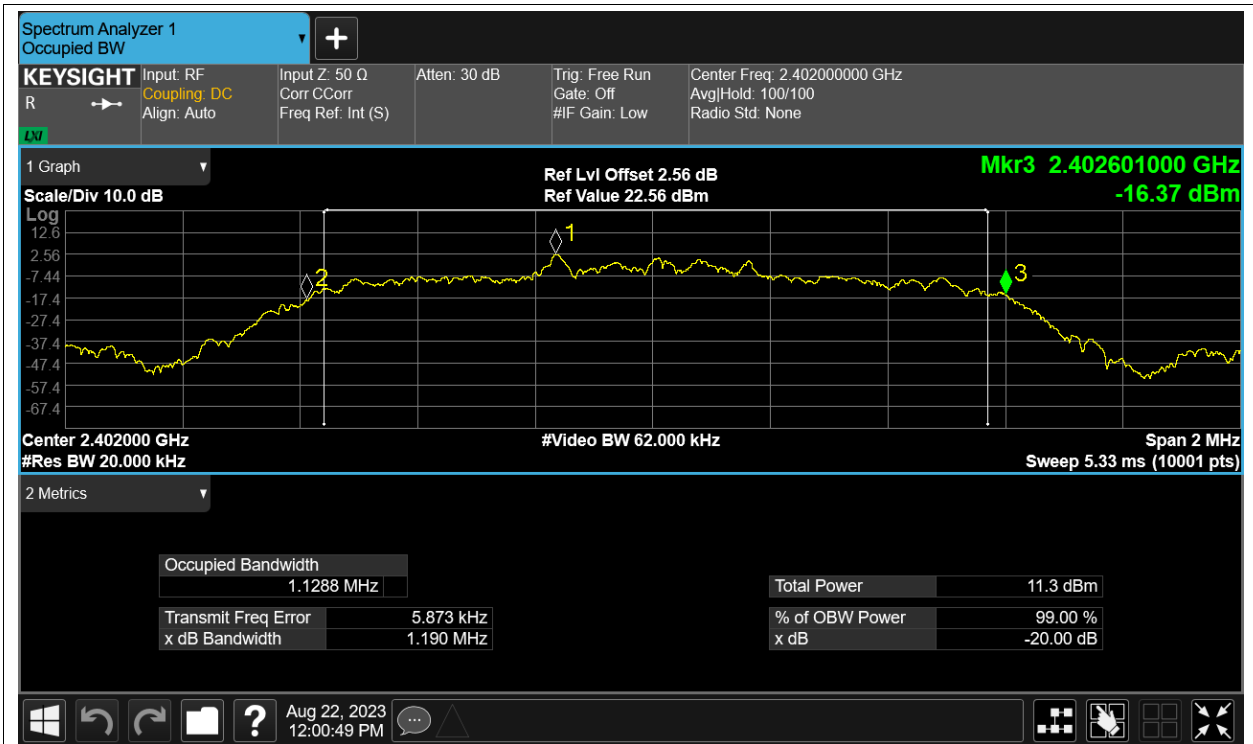 Spectrum Analyzer 1
Occupied BW
KEYSIGHT
R
LXI
Input: RF
Coupling: DC
Align: Auto
Input Z: 50 Ω
Corr CCorr
Freq Ref: Int (S)
Atten: 30 dB
Trig: Free Run
Gate: Off
#IF Gain: Low
Center Freq: 2.402000000 GHz
Avg|Hold: 100/100
Radio Std: None
1 Graph
Scale/Div 10.0 dB
Ref Lvl Offset 2.56 dB
Ref Value 22.56 dBm
Mkr3 2.402601000 GHz
-16.37 dBm
Log
12.6
2.56
-7.44
-17.4
-27.4
-37.4
-47.4
-57.4
-67.4
1
2
3
Center 2.402000 GHz
#Video BW 62.000 kHz
Span 2 MHz
#Res BW 20.000 kHz
Sweep 5.33 ms (10001 pts)
2 Metrics
Occupied Bandwidth
1.1288 MHz
Total Power 11.3 dBm
Transmit Freq Error 5.873 kHz
% of OBW Power 99.00 %
x dB Bandwidth 1.190 MHz
x dB -20.00 dB
?
Aug 22, 2023
12:00:49 PM